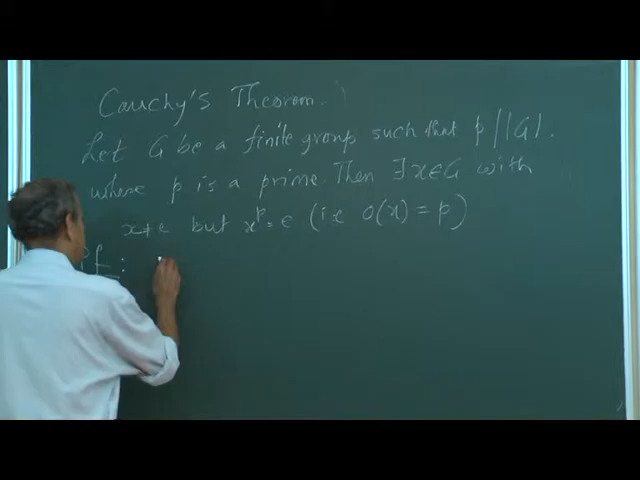 Cauchy's Theorem :
Let G be a finite group such that p | |G|.
where p is a prime. Then ∃ x∈G with
x≠e but x^p = e (i.e o(x) = p)
Pf :